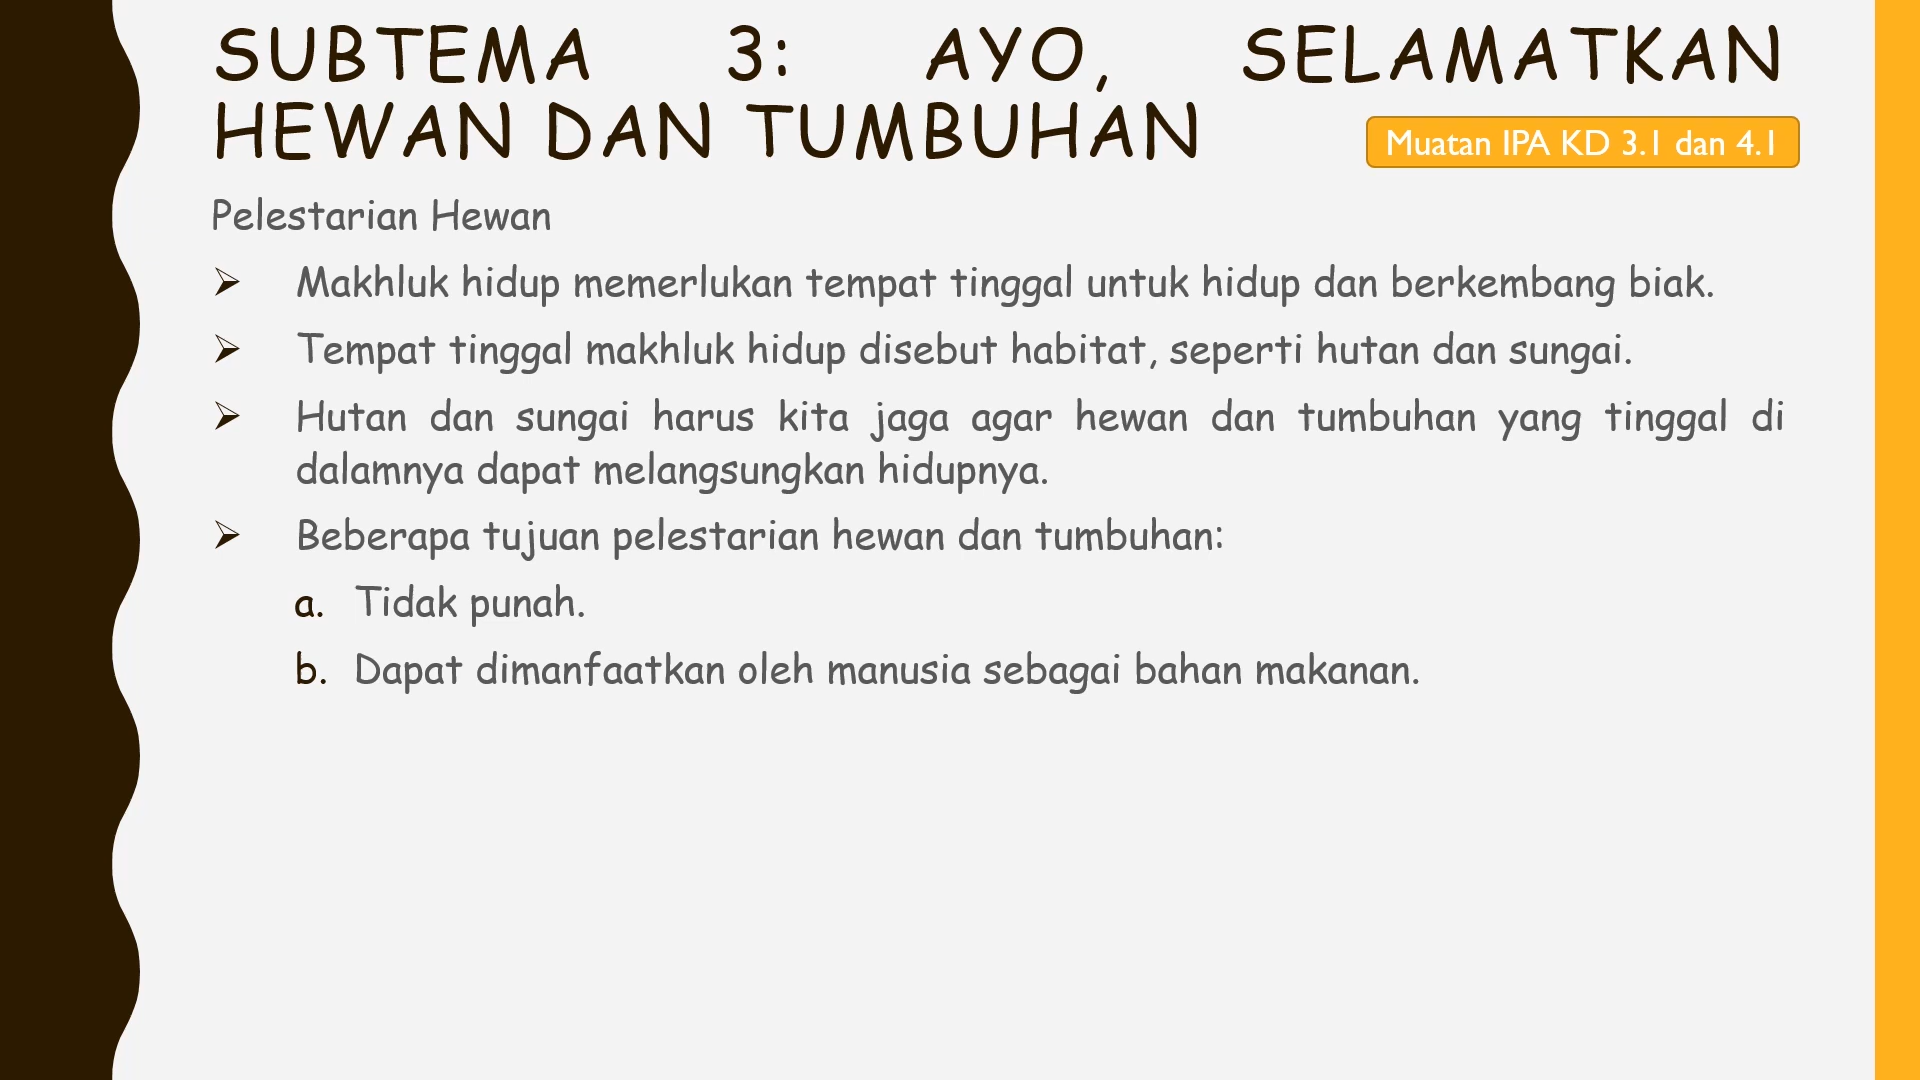 SUBTEMA 3: AYO, SELAMATKAN
HEWAN DAN TUMBUHAN
Muatan IPA KD 3.1 dan 4.1
Pelestarian Hewan
➢ Makhluk hidup memerlukan tempat tinggal untuk hidup dan berkembang biak.
➢ Tempat tinggal makhluk hidup disebut habitat, seperti hutan dan sungai.
➢ Hutan dan sungai harus kita jaga agar hewan dan tumbuhan yang tinggal di
dalamnya dapat melangsungkan hidupnya.
➢ Beberapa tujuan pelestarian hewan dan tumbuhan:
a. Tidak punah.
b. Dapat dimanfaatkan oleh manusia sebagai bahan makanan.